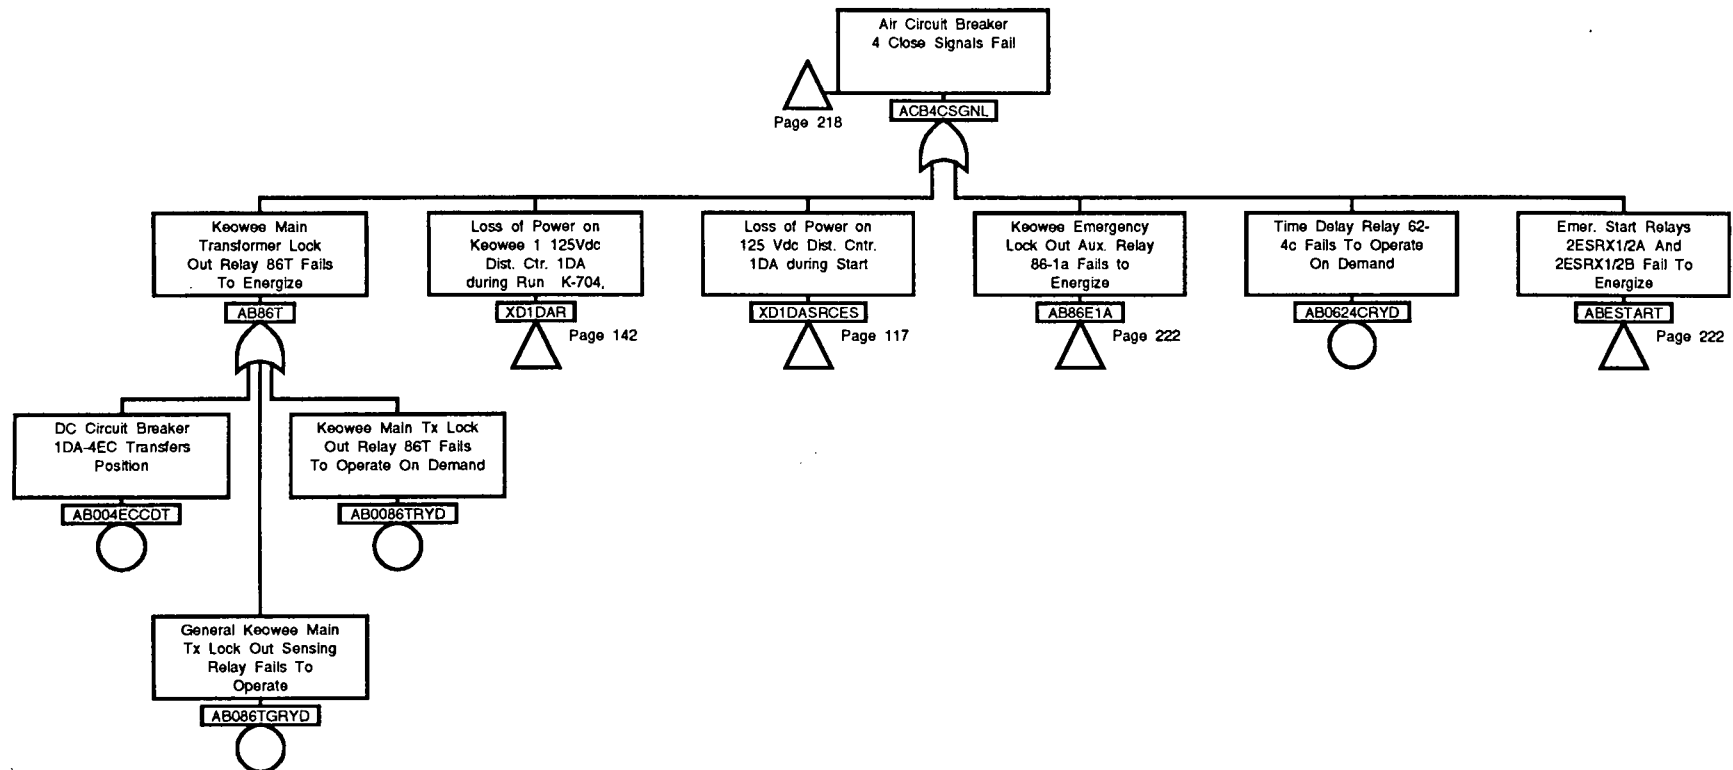 Air Circuit Breaker
4 Close Signals Fail
Page 218
ACB4CSGNL
Keowee Main
Transformer Lock
Out Relay 86T Fails
To Energize
AB86T
Loss of Power on
Keowee 1 125Vdc
Dist. Ctr. 1DA
during Run K-704,
XD1DAR
Page 142
Loss of Power on
125 Vdc Dist. Cntr.
1DA during Start
XD1DASRCES
Page 117
Keowee Emergency
Lock Out Aux. Relay
86-1a Fails to
Energize
AB86E1A
Page 222
Time Delay Relay 62-
4c Fails To Operate
On Demand
AB0624CRYD
Emer. Start Relays
2ESRX1/2A And
2ESRX1/2B Fail To
Energize
ABESTART
Page 222
DC Circuit Breaker
1DA-4EC Transfers
Position
AB004ECCDT
Keowee Main Tx Lock
Out Relay 86T Fails
To Operate On Demand
AB0086TRYD
General Keowee Main
Tx Lock Out Sensing
Relay Fails To
Operate
AB086TGRYD